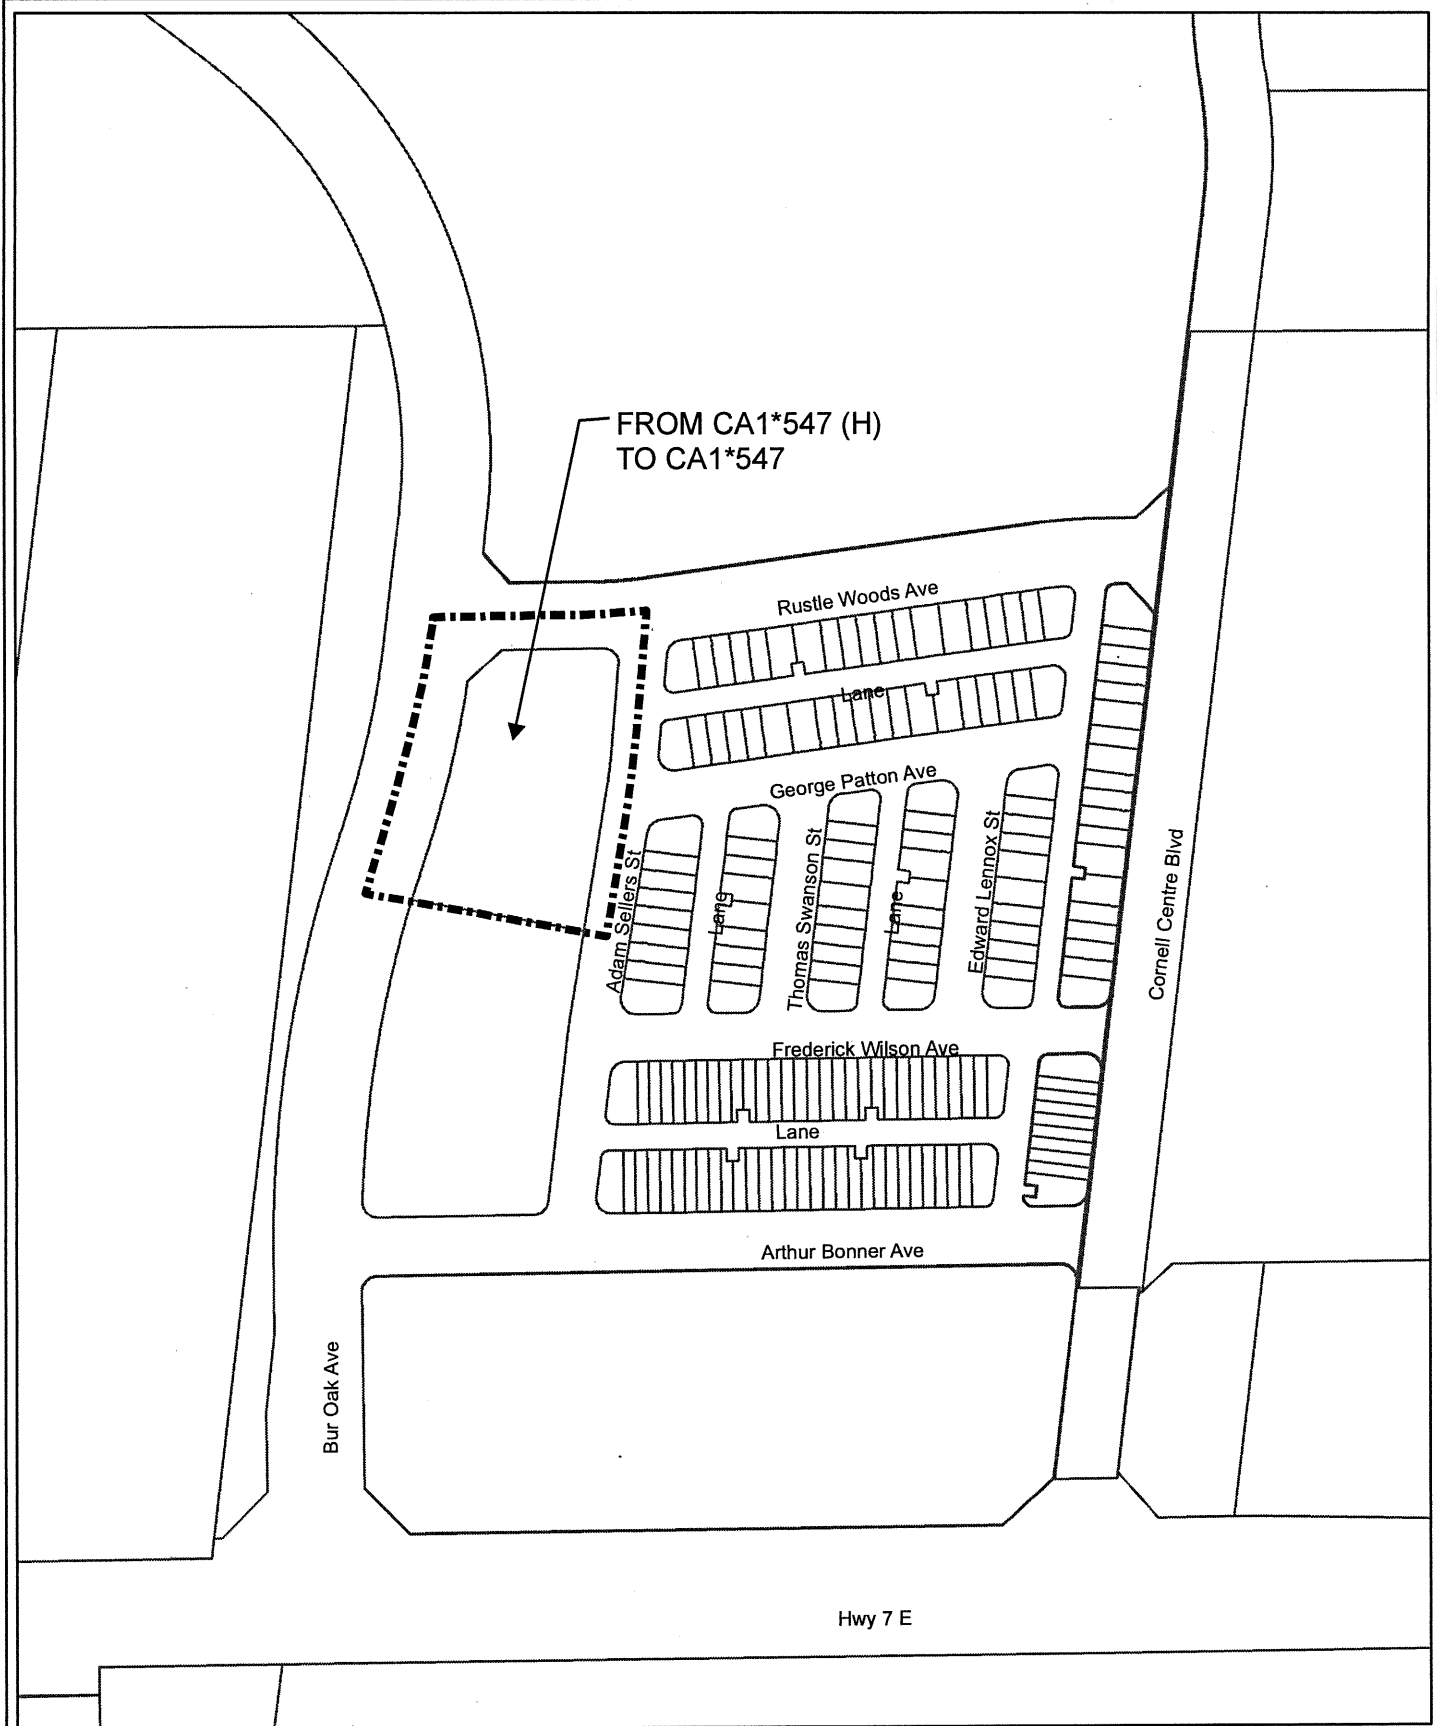 FROM CA1*547 (H)
TO CA1*547
Rustle Woods Ave
Lane
George Patton Ave
Adam Sellers St
Lane
Thomas Swanson St
Lane
Edward Lennox St
Cornell Centre Blvd
Frederick Wilson Ave
Lane
Arthur Bonner Ave
Bur Oak Ave
Hwy 7 E